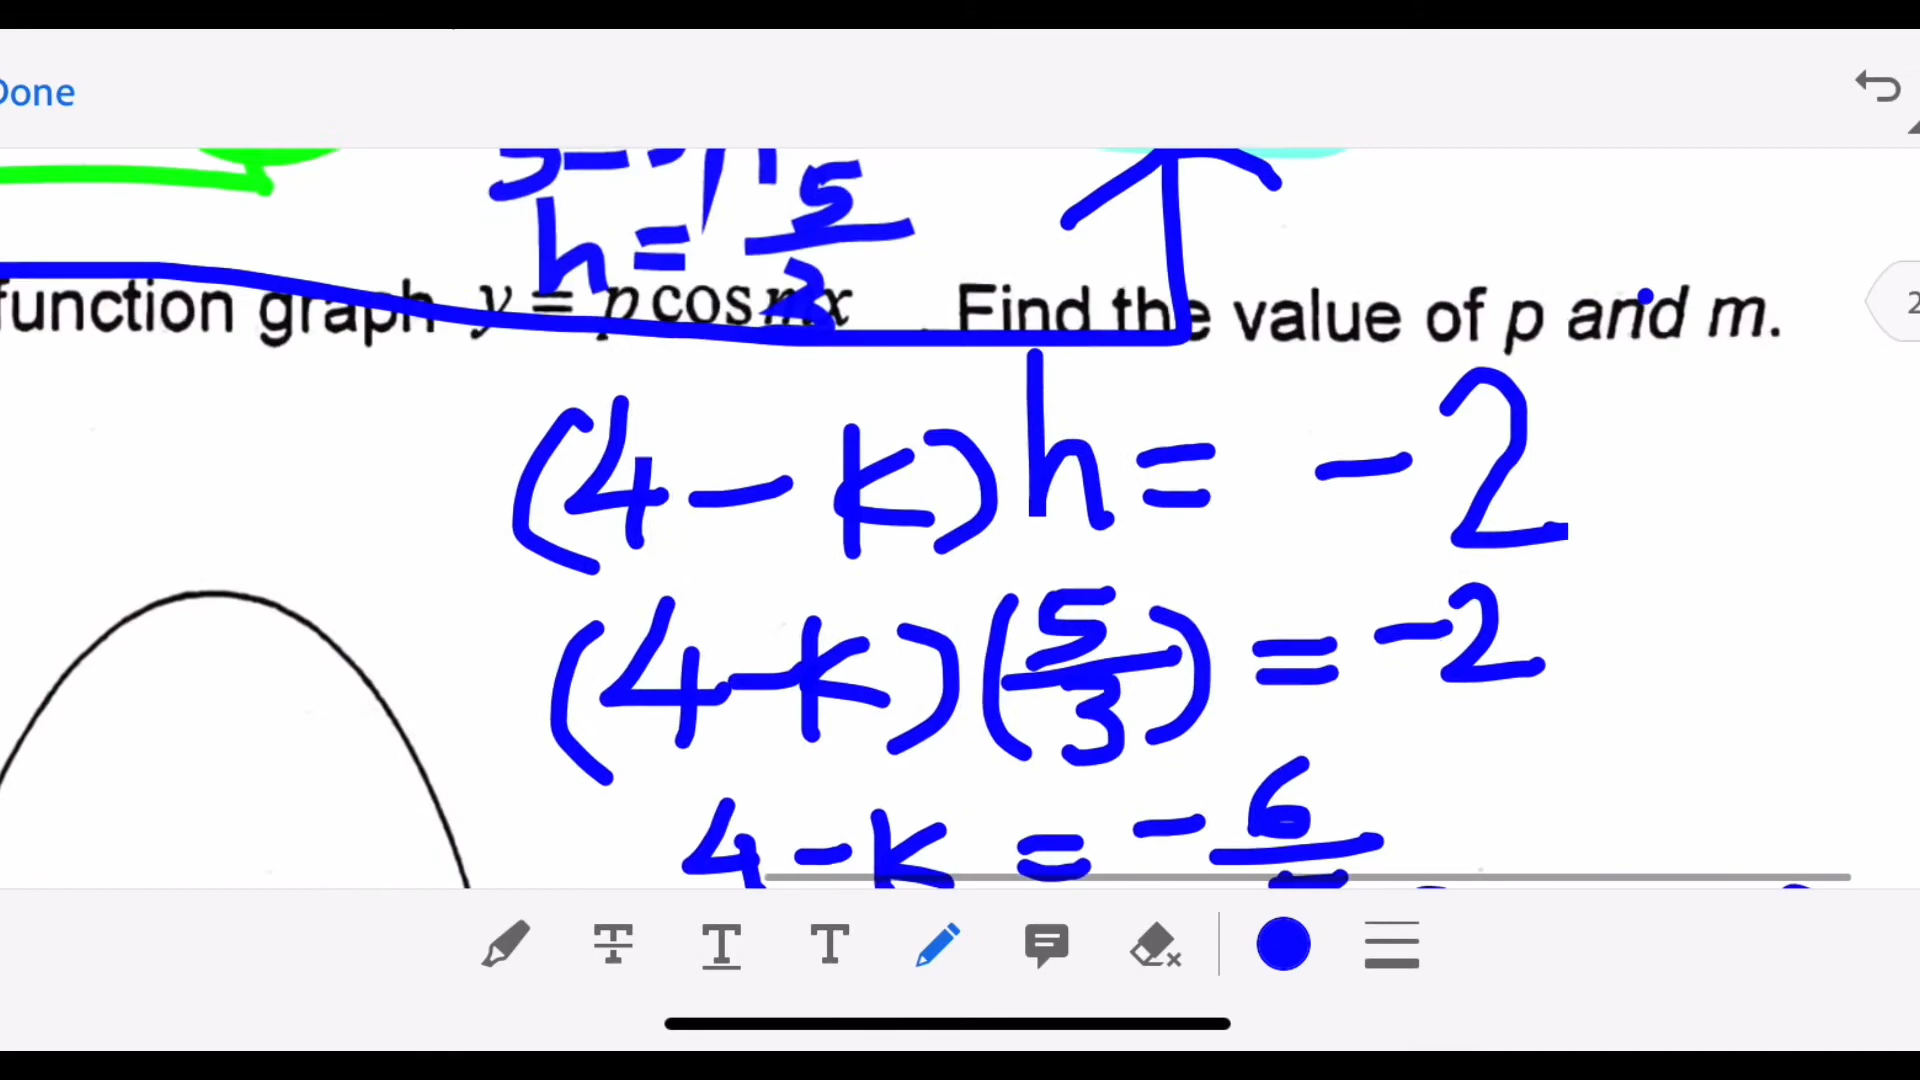 Done
h = 5/3
function graph y = p cos mx . Find the value of p and m.
2
(4 - k) h = - 2
(4 - k)(5/3) = -2
4 - k = - 6
T T T